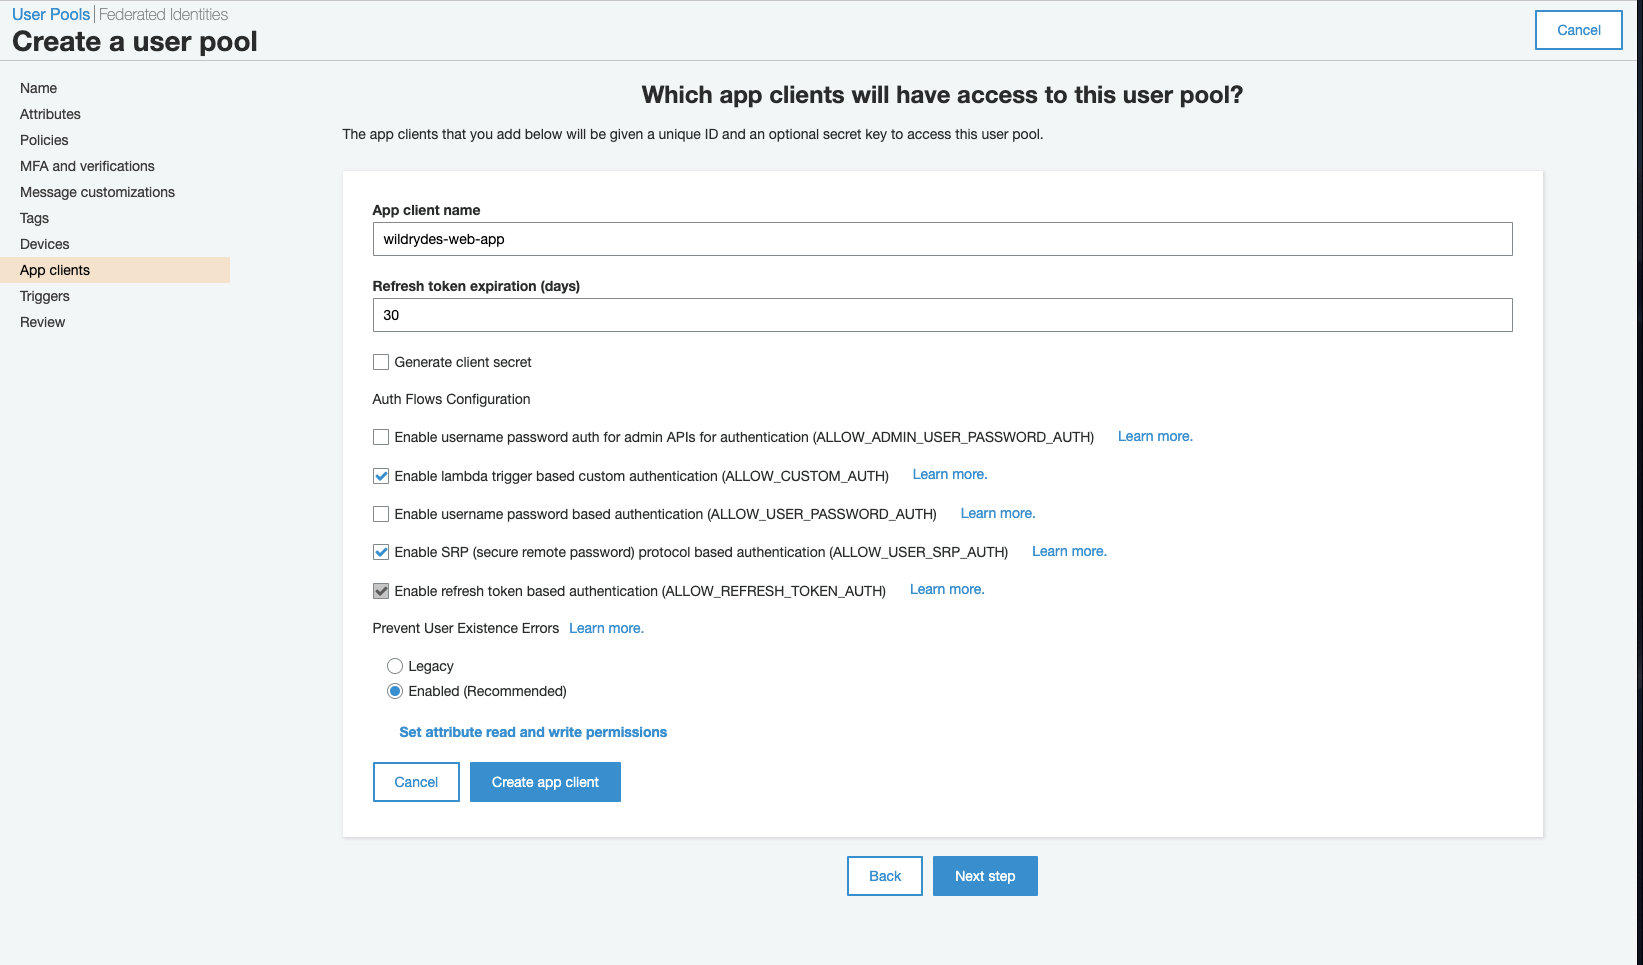 User Pools | Federated Identities
Create a user pool
Cancel
Name
Attributes
Policies
MFA and verifications
Message customizations
Tags
Devices
App clients
Triggers
Review
Which app clients will have access to this user pool?
The app clients that you add below will be given a unique ID and an optional secret key to access this user pool.
App client name
wildrydes-web-app
Refresh token expiration (days)
30
Generate client secret
Auth Flows Configuration
Enable username password auth for admin APIs for authentication (ALLOW_ADMIN_USER_PASSWORD_AUTH) Learn more.
Enable lambda trigger based custom authentication (ALLOW_CUSTOM_AUTH) Learn more.
Enable username password based authentication (ALLOW_USER_PASSWORD_AUTH) Learn more.
Enable SRP (secure remote password) protocol based authentication (ALLOW_USER_SRP_AUTH) Learn more.
Enable refresh token based authentication (ALLOW_REFRESH_TOKEN_AUTH) Learn more.
Prevent User Existence Errors Learn more.
Legacy
Enabled (Recommended)
Set attribute read and write permissions
Cancel Create app client
Back Next step